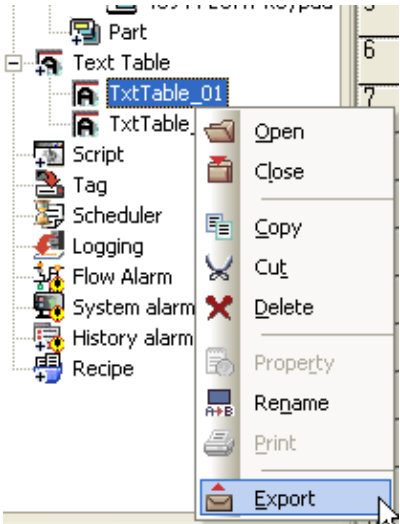 Part
6
Text Table
TxtTable_01
7
TxtTable_
Open
Script
Close
Tag
Scheduler
Copy
Logging
Cut
Flow Alarm
System alarm
Delete
History alarm
Property
Recipe
Rename
Print
Export